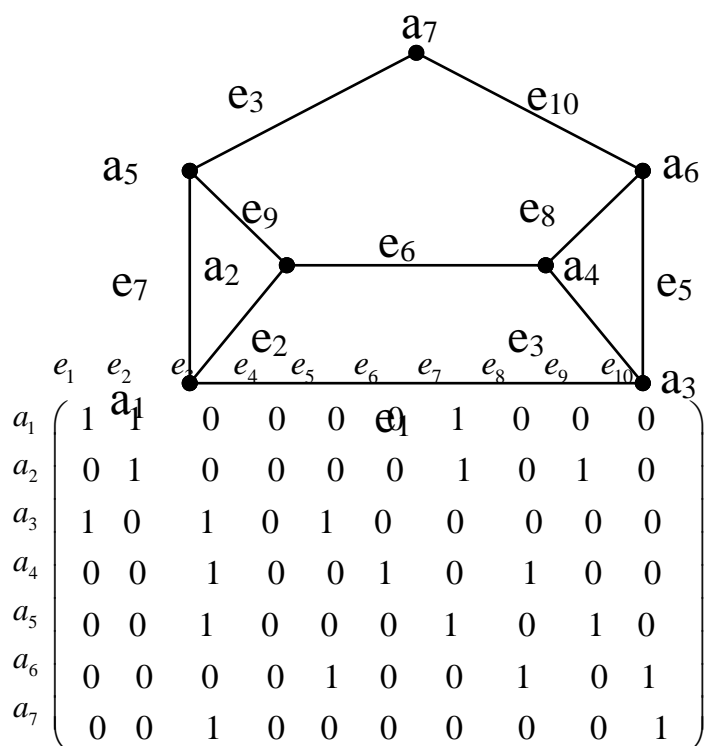 a7
e3 e10
a5 a6
e9 e8
e6
a2 a4
e7 e5
e2 e3
e1 e2 e3 e4 e5 e6 e7 e8 e9 e10
a1 a3
e1
a1 1 1 0 0 0 0 1 0 0 0
a2 0 1 0 0 0 0 1 0 1 0
a3 1 0 1 0 1 0 0 0 0 0
a4 0 0 1 0 0 1 0 1 0 0
a5 0 0 1 0 0 0 1 0 1 0
a6 0 0 0 0 1 0 0 1 0 1
a7 0 0 1 0 0 0 0 0 0 1